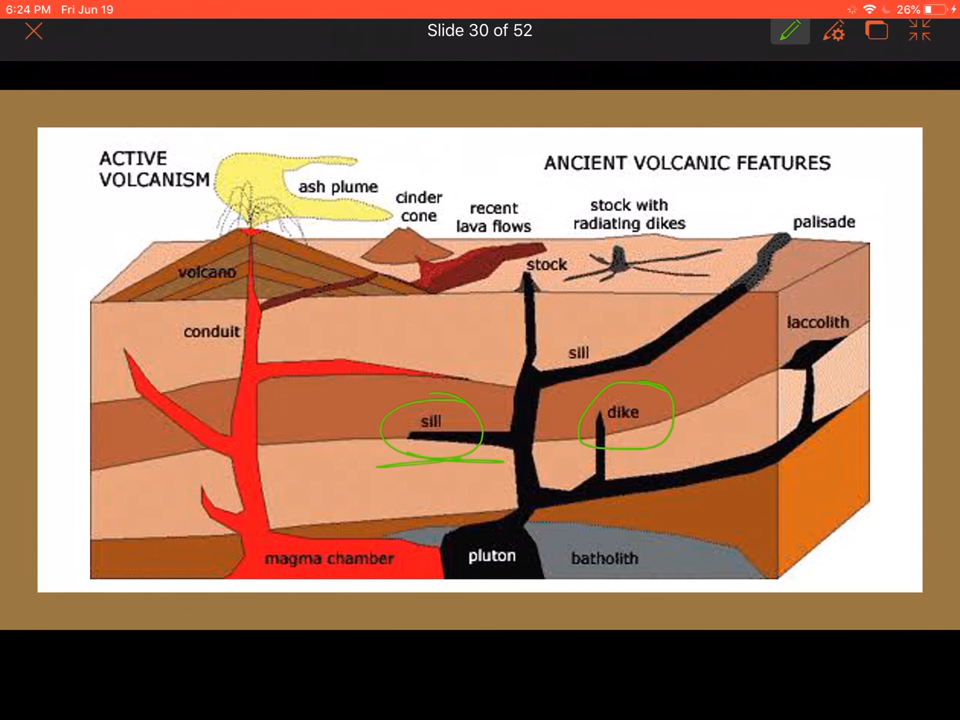 6:24 PM Fri Jun 19
26%
Slide 30 of 52
ACTIVE
VOLCANISM
ash plume
cinder
cone
recent
lava flows
ANCIENT VOLCANIC FEATURES
stock with
radiating dikes
palisade
volcano
stock
conduit
laccolith
sill
sill
dike
magma chamber
pluton
batholith